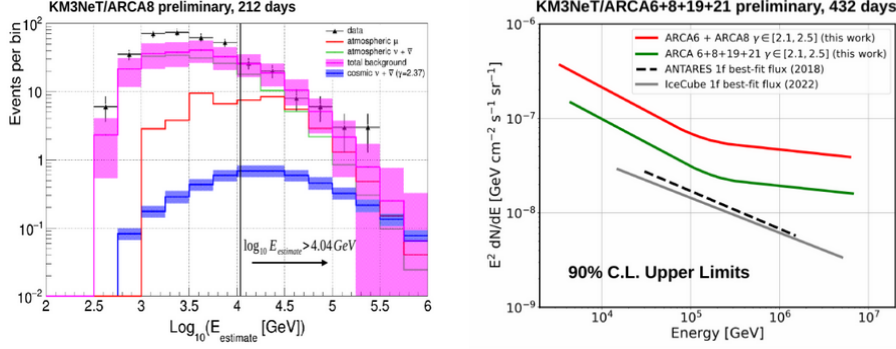 KM3NeT/ARCA8 preliminary, 212 days
Events per bin
10²
10
1
10⁻¹
10⁻²
data
atmospheric μ
atmospheric ν + ν̅
total background
cosmic ν + ν̅ (γ=2.37)
log₁₀ E_estimate>4.04 GeV
2 2.5 3 3.5 4 4.5 5 5.5 6
Log₁₀(E_estimate [GeV])
KM3NeT/ARCA6+8+19+21 preliminary, 432 days
E² dN/dE [GeV cm⁻² s⁻¹ sr⁻¹]
10⁻⁶
10⁻⁷
10⁻⁸
10⁻⁹
ARCA6 + ARCA8 γ∈[2.1, 2.5] (this work)
ARCA 6+8+19+21 γ∈[2.1, 2.5] (this work)
ANTARES 1f best-fit flux (2018)
IceCube 1f best-fit flux (2022)
90% C.L. Upper Limits
10⁴ 10⁵ 10⁶ 10⁷
Energy [GeV]